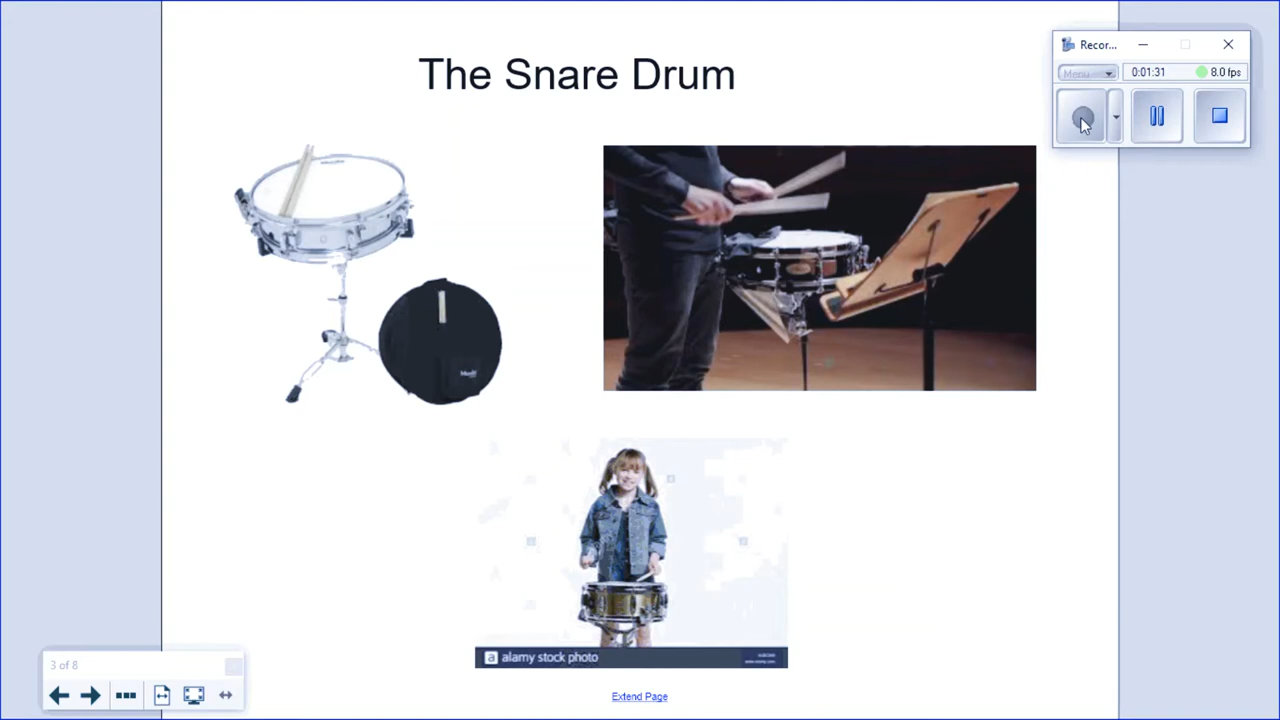 The Snare Drum
Recor...
Menu
0:01:31
8.0 fps
a alamy stock photo
3 of 8
Extend Page